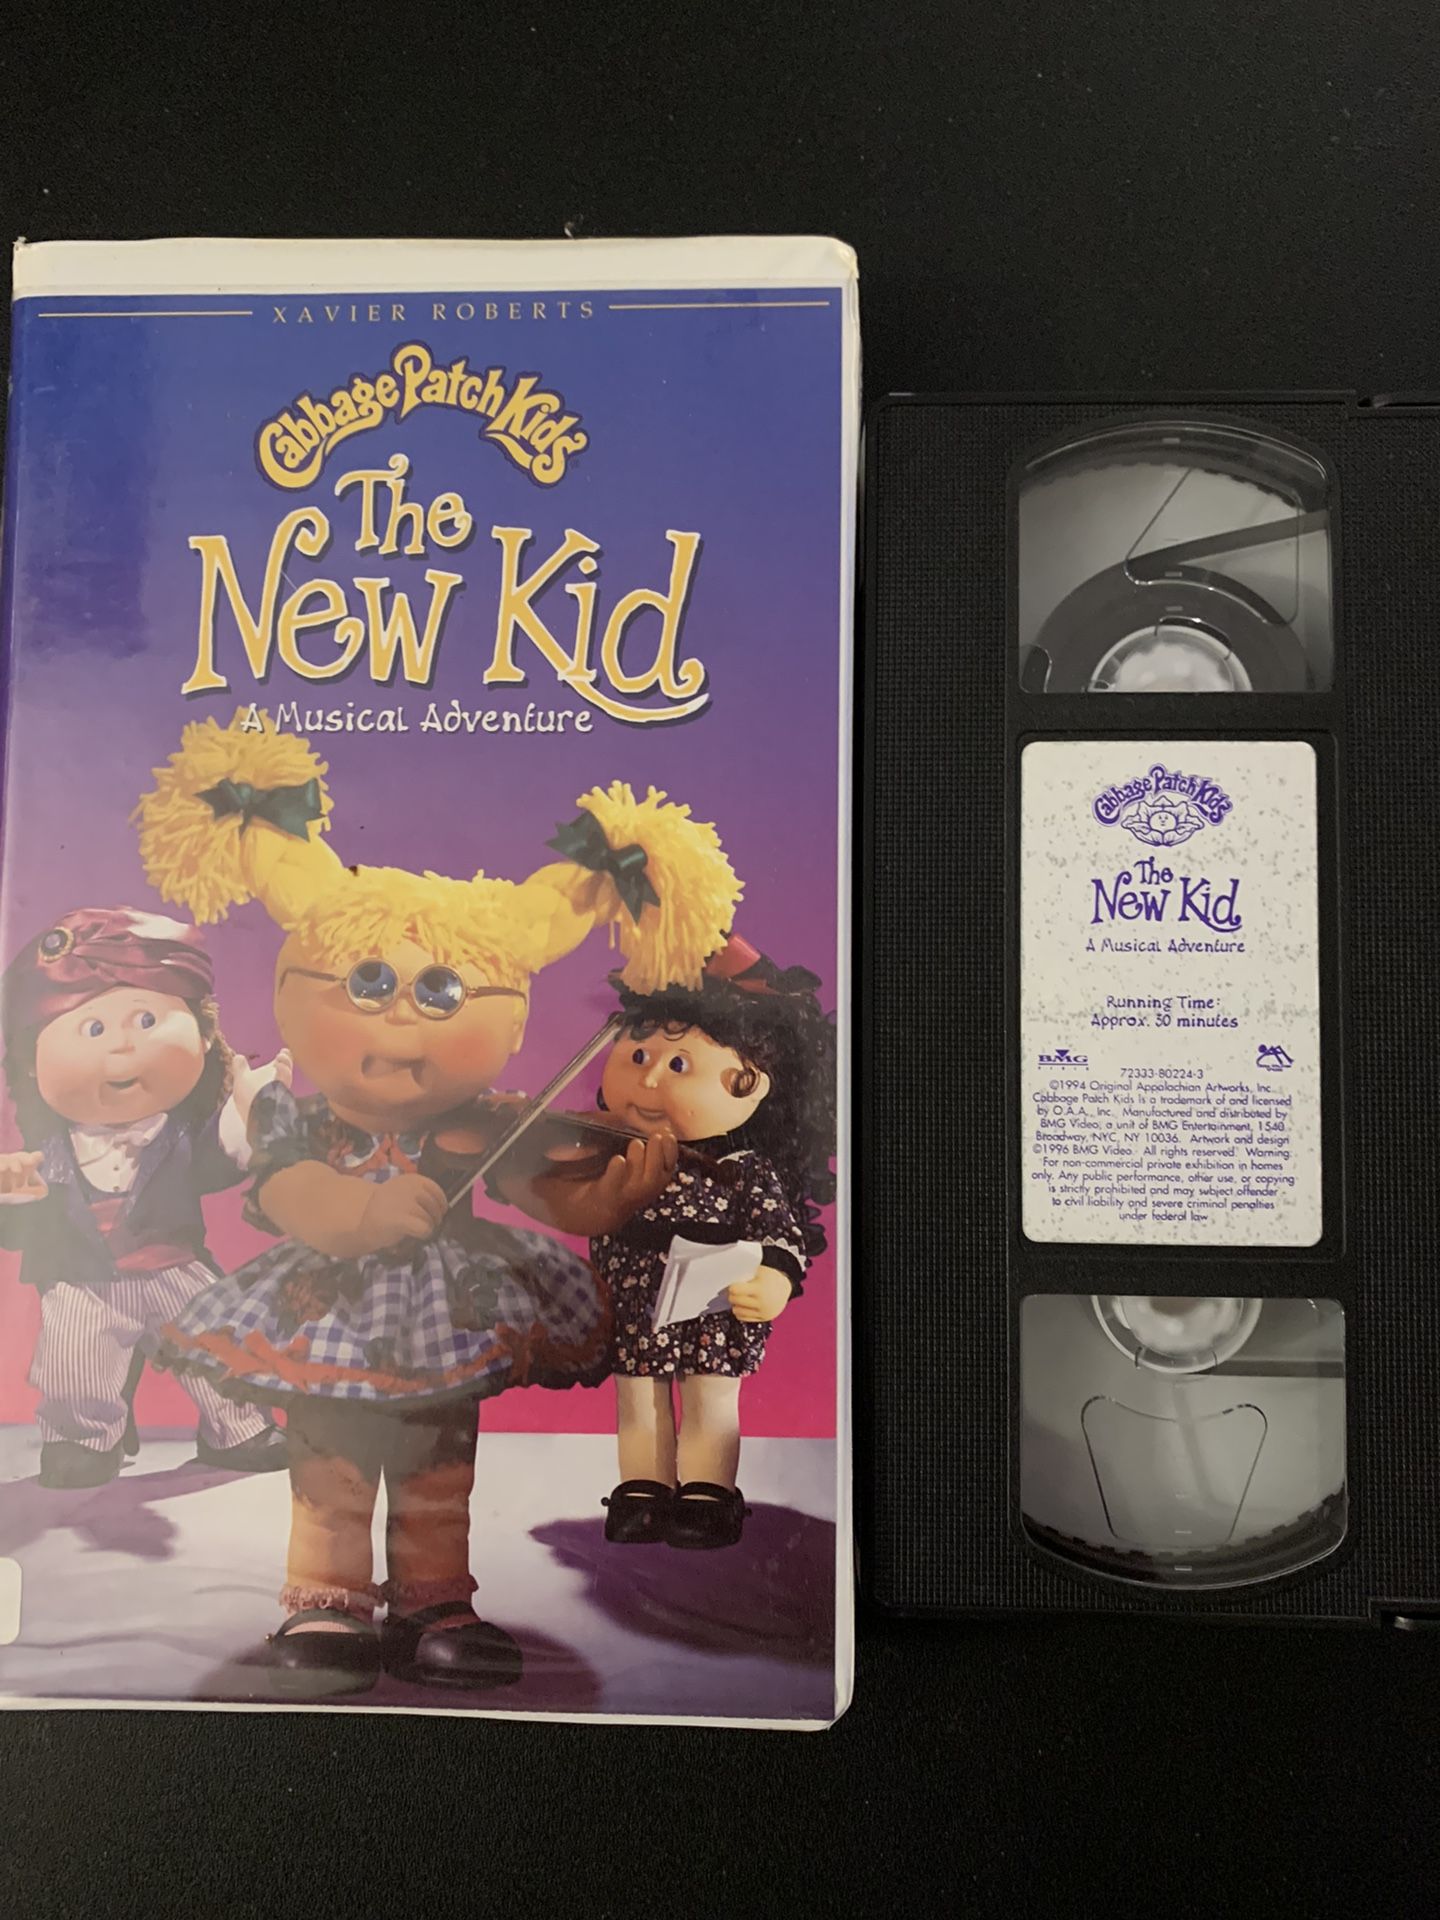 XAVIER ROBERTS
Cabbage Patch Kids
The
New Kid
A Musical Adventure
Cabbage Patch Kids
The
New Kid
A Musical Adventure
Running Time:
Approx. 30 minutes
BMG
VIDEO
72333-80224-3
©1994 Original Appalachian Artworks, Inc.
Cabbage Patch Kids is a trademark of and licensed
by O.A.A., Inc. Manufactured and distributed by
BMG Video, a unit of BMG Entertainment, 1540
Broadway, NYC, NY 10036. Artwork and design
©1996 BMG Video. All rights reserved. Warning:
For non-commercial private exhibition in homes
only. Any public performance, other use, or copying
is strictly prohibited and may subject offender
to civil liability and severe criminal penalties
under federal law